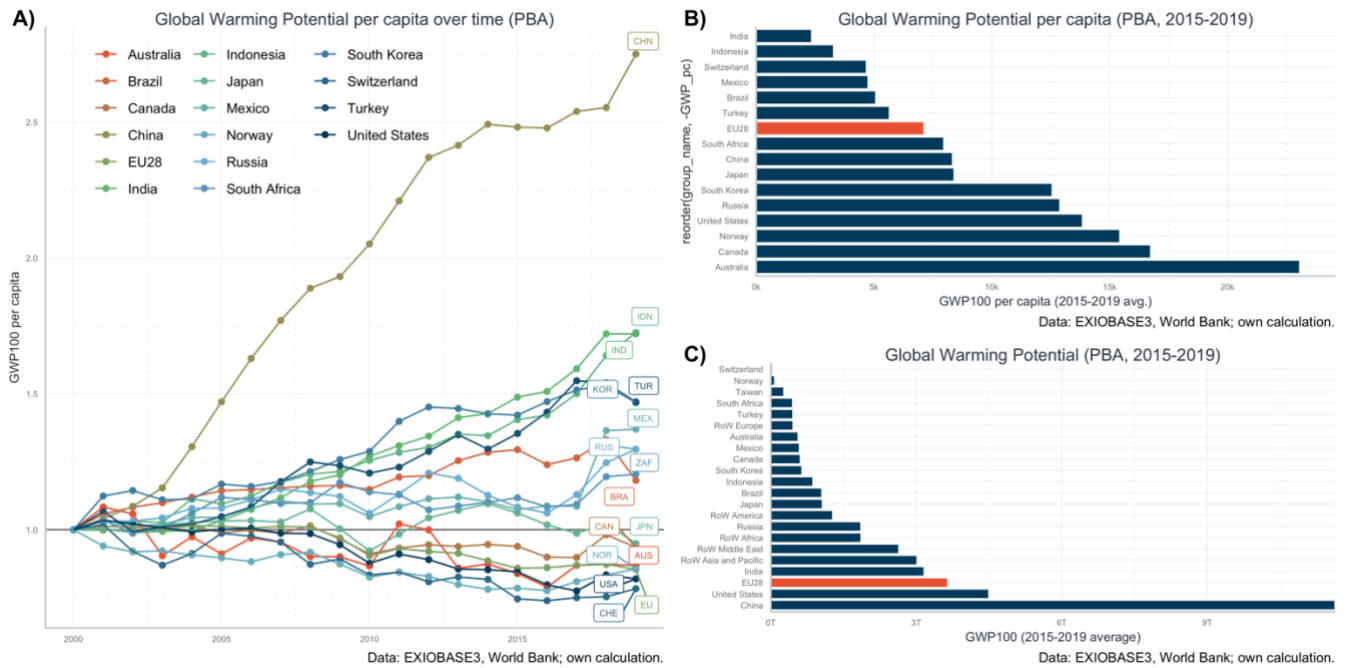 A)
Global Warming Potential per capita over time (PBA)
GWP100 per capita
2.5
2.0
1.5
1.0
Australia
Brazil
Canada
China
EU28
India
Indonesia
Japan
Mexico
Norway
Russia
South Africa
South Korea
Switzerland
Turkey
United States
CHN
IDN
IND
KOR
TUR
MEX
RUS
ZAF
BRA
CAN
JPN
NOR
AUS
USA
EU
CHE
2000
2005
2010
2015
Data: EXIOBASE3, World Bank; own calculation.
B)
Global Warming Potential per capita (PBA, 2015-2019)
reorder(group_name, -GWP_pc)
India
Indonesia
Switzerland
Mexico
Brazil
Turkey
EU28
South Africa
China
Japan
South Korea
Russia
United States
Norway
Canada
Australia
0k
5k
10k
15k
20k
GWP100 per capita (2015-2019 avg.)
Data: EXIOBASE3, World Bank; own calculation.
C)
Global Warming Potential (PBA, 2015-2019)
Switzerland
Norway
Taiwan
South Africa
Turkey
RoW Europe
Australia
Mexico
Canada
South Korea
Indonesia
Brazil
Japan
RoW America
Russia
RoW Africa
RoW Middle East
RoW Asia and Pacific
India
EU28
United States
China
0T
3T
6T
9T
GWP100 (2015-2019 average)
Data: EXIOBASE3, World Bank; own calculation.